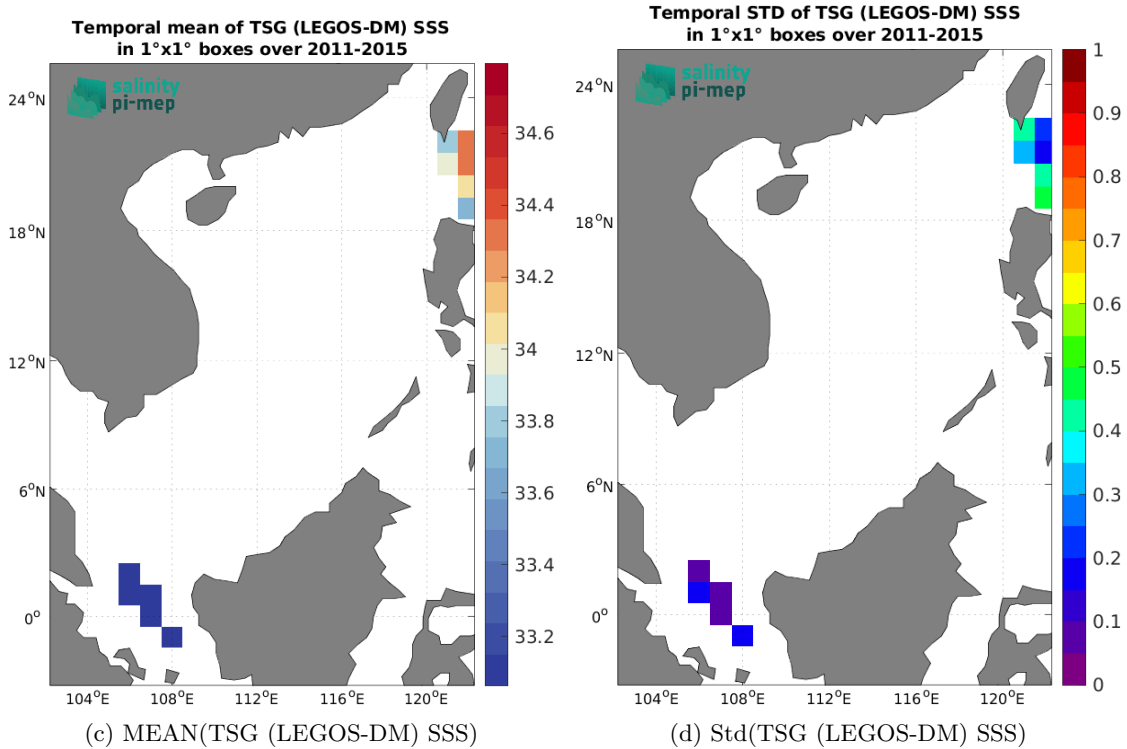 Temporal mean of TSG (LEGOS-DM) SSS
in 1°x1° boxes over 2011-2015
salinity
pi-mep
24°N
18°N
12°N
6°N
0°
104°E
108°E
112°E
116°E
120°E
34.6
34.4
34.2
34
33.8
33.6
33.4
33.2
(c) MEAN(TSG (LEGOS-DM) SSS)
Temporal STD of TSG (LEGOS-DM) SSS
in 1°x1° boxes over 2011-2015
salinity
pi-mep
24°N
18°N
12°N
6°N
0°
104°E
108°E
112°E
116°E
120°E
1
0.9
0.8
0.7
0.6
0.5
0.4
0.3
0.2
0.1
0
(d) Std(TSG (LEGOS-DM) SSS)